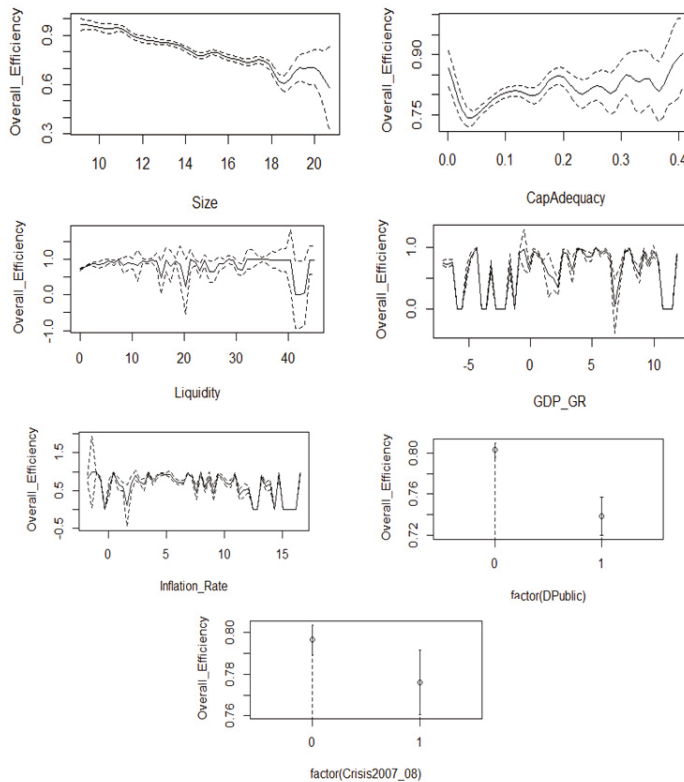 Overall_Efficiency
0.9
0.6
0.3
10 12 14 16 18 20
Size
Overall_Efficiency
0.90
0.75
0.0 0.1 0.2 0.3 0.4
CapAdequacy
Overall_Efficiency
1.0
0.0
-1.0
0 10 20 30 40
Liquidity
Overall_Efficiency
1.0
0.0
-5 0 5 10
GDP_GR
Overall_Efficiency
1.5
0.5
-0.5
0 5 10 15
Inflation_Rate
Overall_Efficiency
0.80
0.76
0.72
0 1
factor(DPublic)
Overall_Efficiency
0.80
0.78
0.76
0 1
factor(Crisis2007_08)